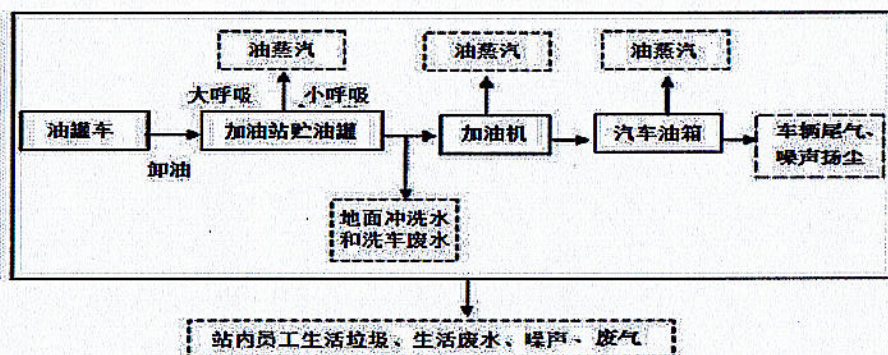 油蒸汽
油蒸汽
油蒸汽
大呼吸
小呼吸
油罐车
加油站贮油罐
加油机
汽车油箱
车辆尾气、
噪声扬尘
卸油
地面冲洗水
和洗车废水
站内员工生活垃圾、生活废水、噪声、废气